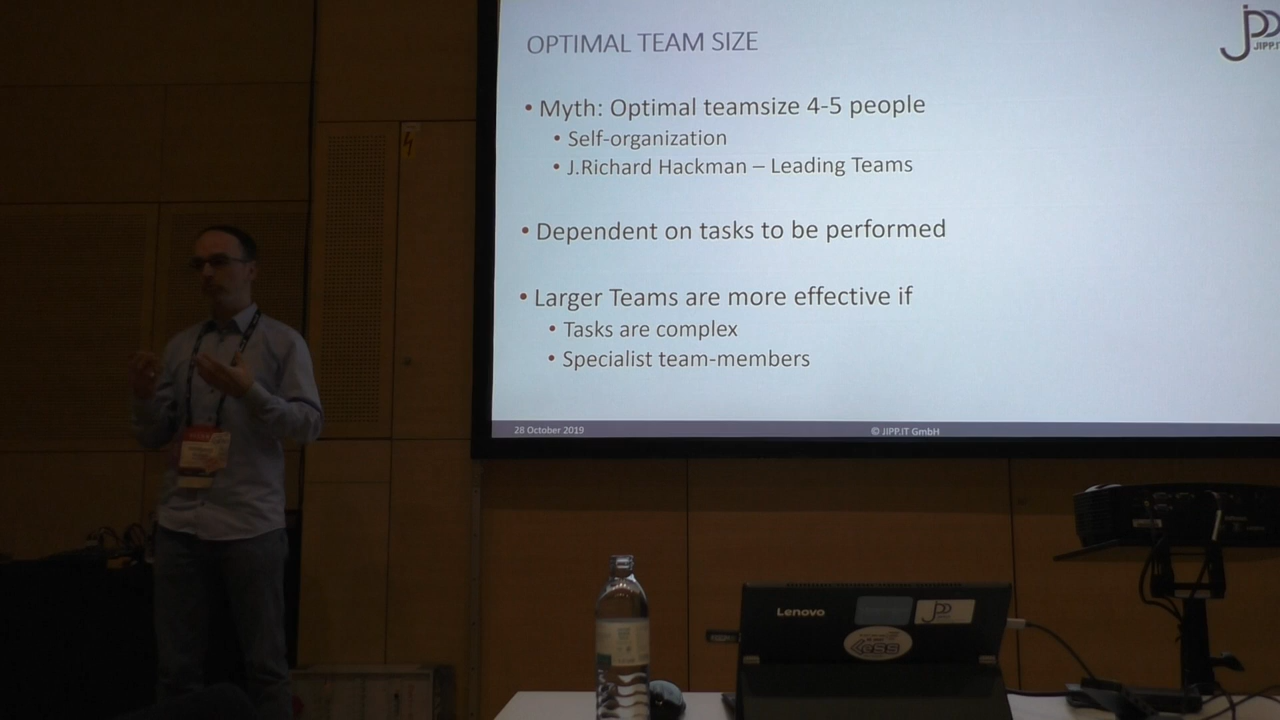 OPTIMAL TEAM SIZE
JIPP.IT
• Myth: Optimal teamsize 4-5 people
• Self-organization
• J.Richard Hackman – Leading Teams
• Dependent on tasks to be performed
• Larger Teams are more effective if
• Tasks are complex
• Specialist team-members
28 October 2019
© JIPP.IT GmbH
Lenovo
ess